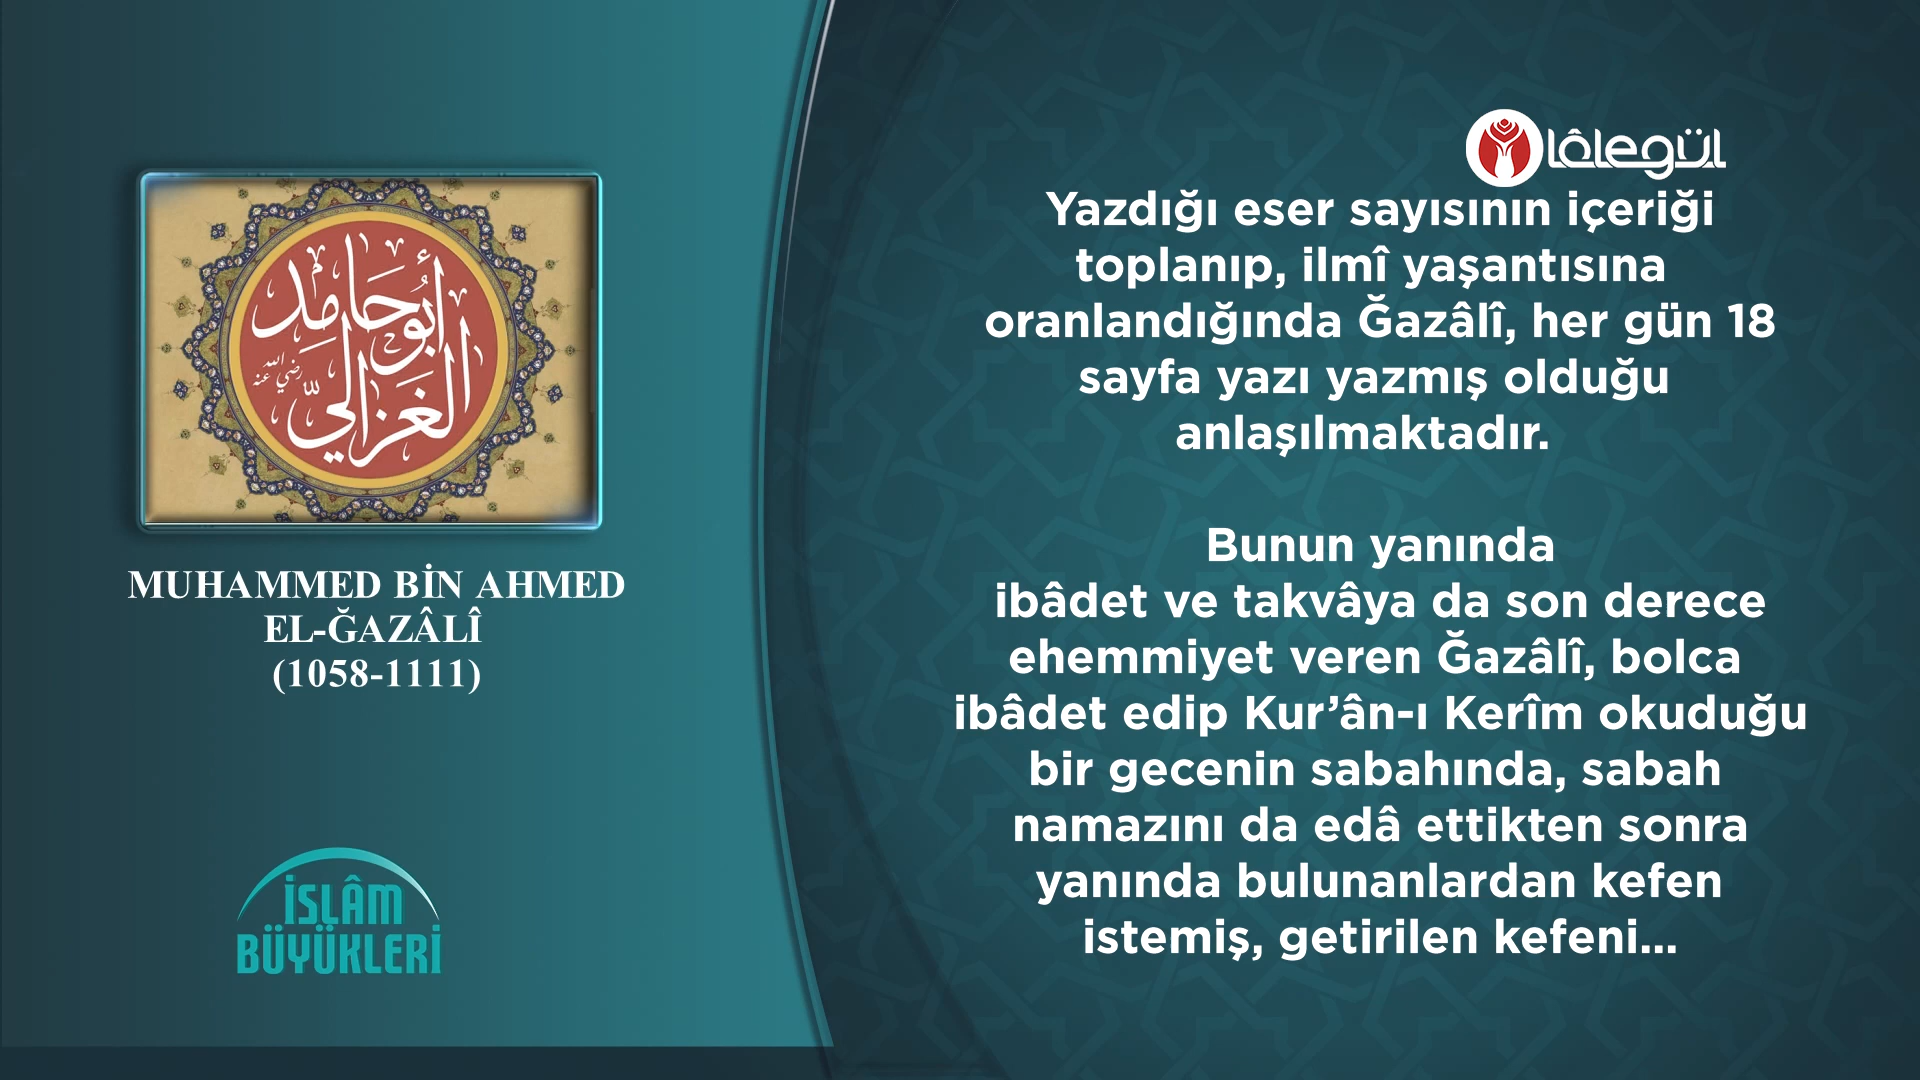 أبو حامد
الغزالي
رضي الله عنه
MUHAMMED BİN AHMED
EL-ĞAZÂLÎ
(1058-1111)
İSLÂM
BÜYÜKLERİ
lâlegül
Yazdığı eser sayısının içeriği
toplanıp, ilmî yaşantısına
oranlandığında Ğazâlî, her gün 18
sayfa yazı yazmış olduğu
anlaşılmaktadır.
Bunun yanında
ibâdet ve takvâya da son derece
ehemmiyet veren Ğazâlî, bolca
ibâdet edip Kur’ân-ı Kerîm okuduğu
bir gecenin sabahında, sabah
namazını da edâ ettikten sonra
yanında bulunanlardan kefen
istemiş, getirilen kefeni...